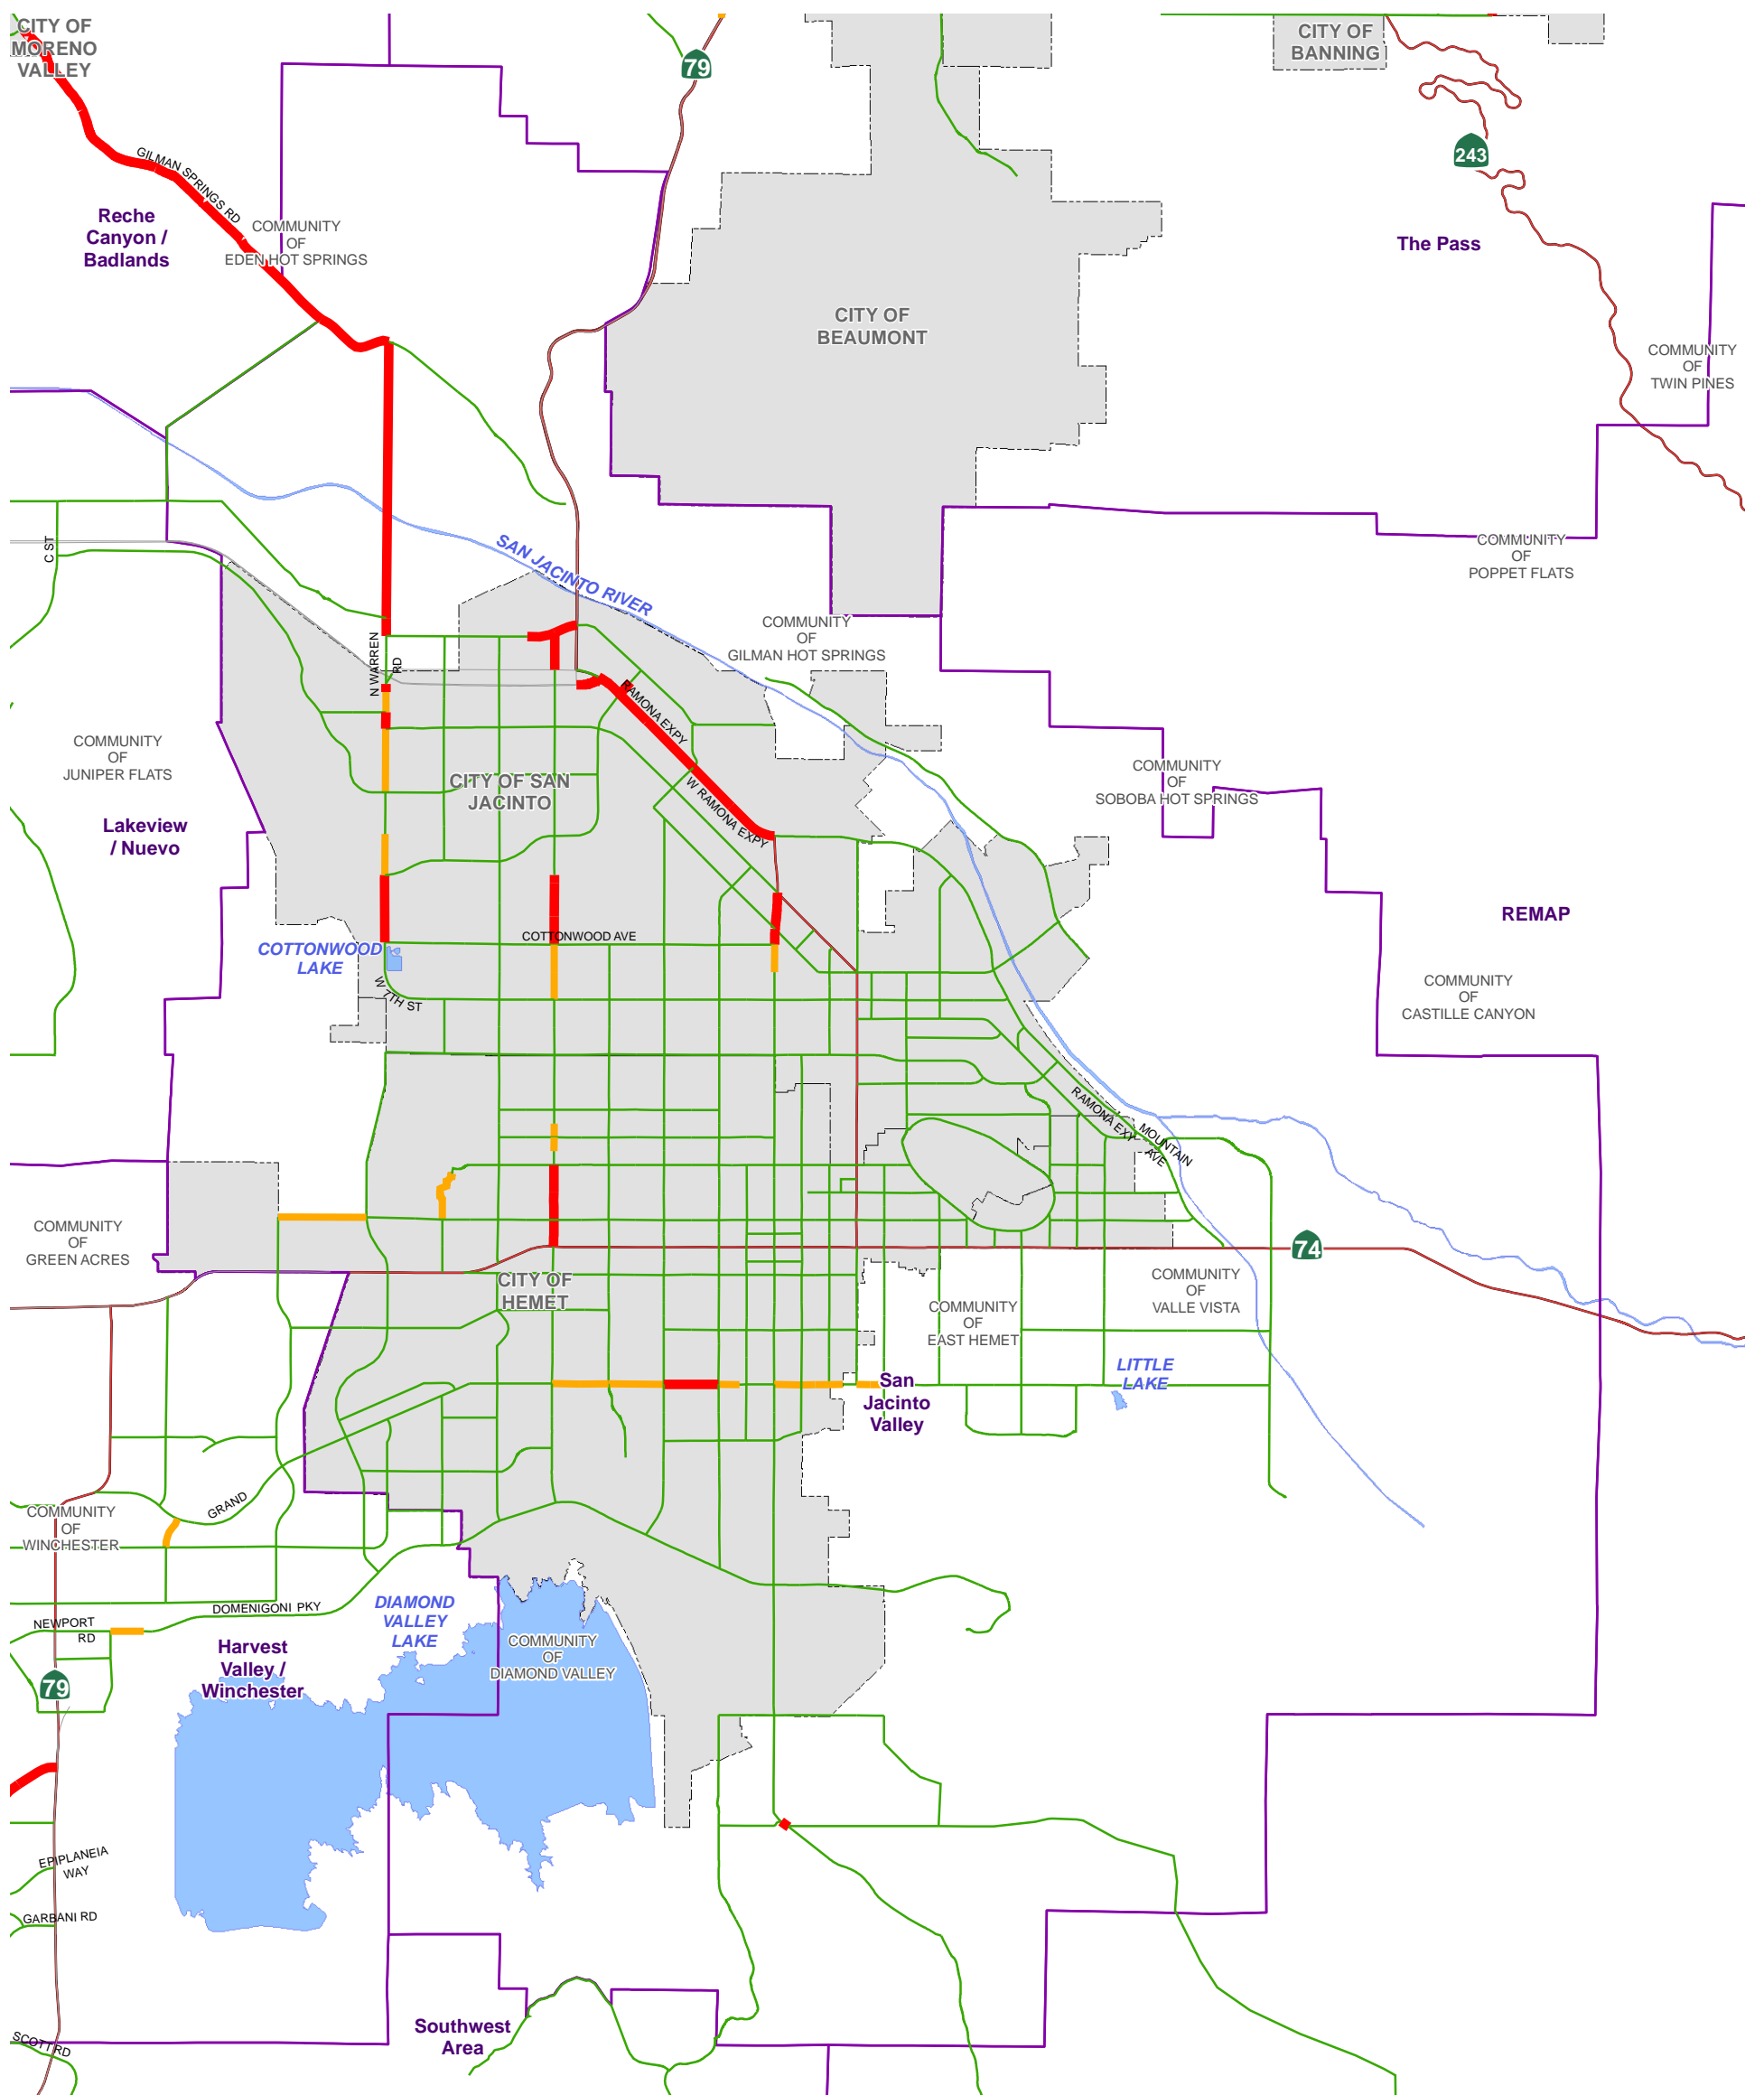 CITY OF
MORENO
VALLEY
79
CITY OF
BANNING
243
GILMAN SPRINGS RD
Reche
Canyon /
Badlands
COMMUNITY
OF
EDEN HOT SPRINGS
The Pass
CITY OF
BEAUMONT
COMMUNITY
OF
TWIN PINES
C ST
SAN JACINTO RIVER
COMMUNITY
OF
POPPET FLATS
COMMUNITY
OF
GILMAN HOT SPRINGS
N WARREN
RD
RAMONA EXPY
COMMUNITY
OF
JUNIPER FLATS
CITY OF SAN
JACINTO
W RAMONA EXPY
COMMUNITY
OF
SOBOBA HOT SPRINGS
Lakeview
/ Nuevo
REMAP
COTTONWOOD AVE
COTTONWOOD
LAKE
W 7TH ST
COMMUNITY
OF
CASTILLE CANYON
RAMONA EXY
MOUNTAIN
AVE
COMMUNITY
OF
GREEN ACRES
74
CITY OF
HEMET
COMMUNITY
OF
VALLE VISTA
COMMUNITY
OF
EAST HEMET
LITTLE
LAKE
San
Jacinto
Valley
GRAND
COMMUNITY
OF
WINCHESTER
DOMENIGONI PKY
DIAMOND
VALLEY
LAKE
NEWPORT
RD
Harvest
Valley /
Winchester
COMMUNITY
OF
DIAMOND VALLEY
79
EPIPLANEIA
WAY
GARBANI RD
Southwest
Area
SCOTT RD